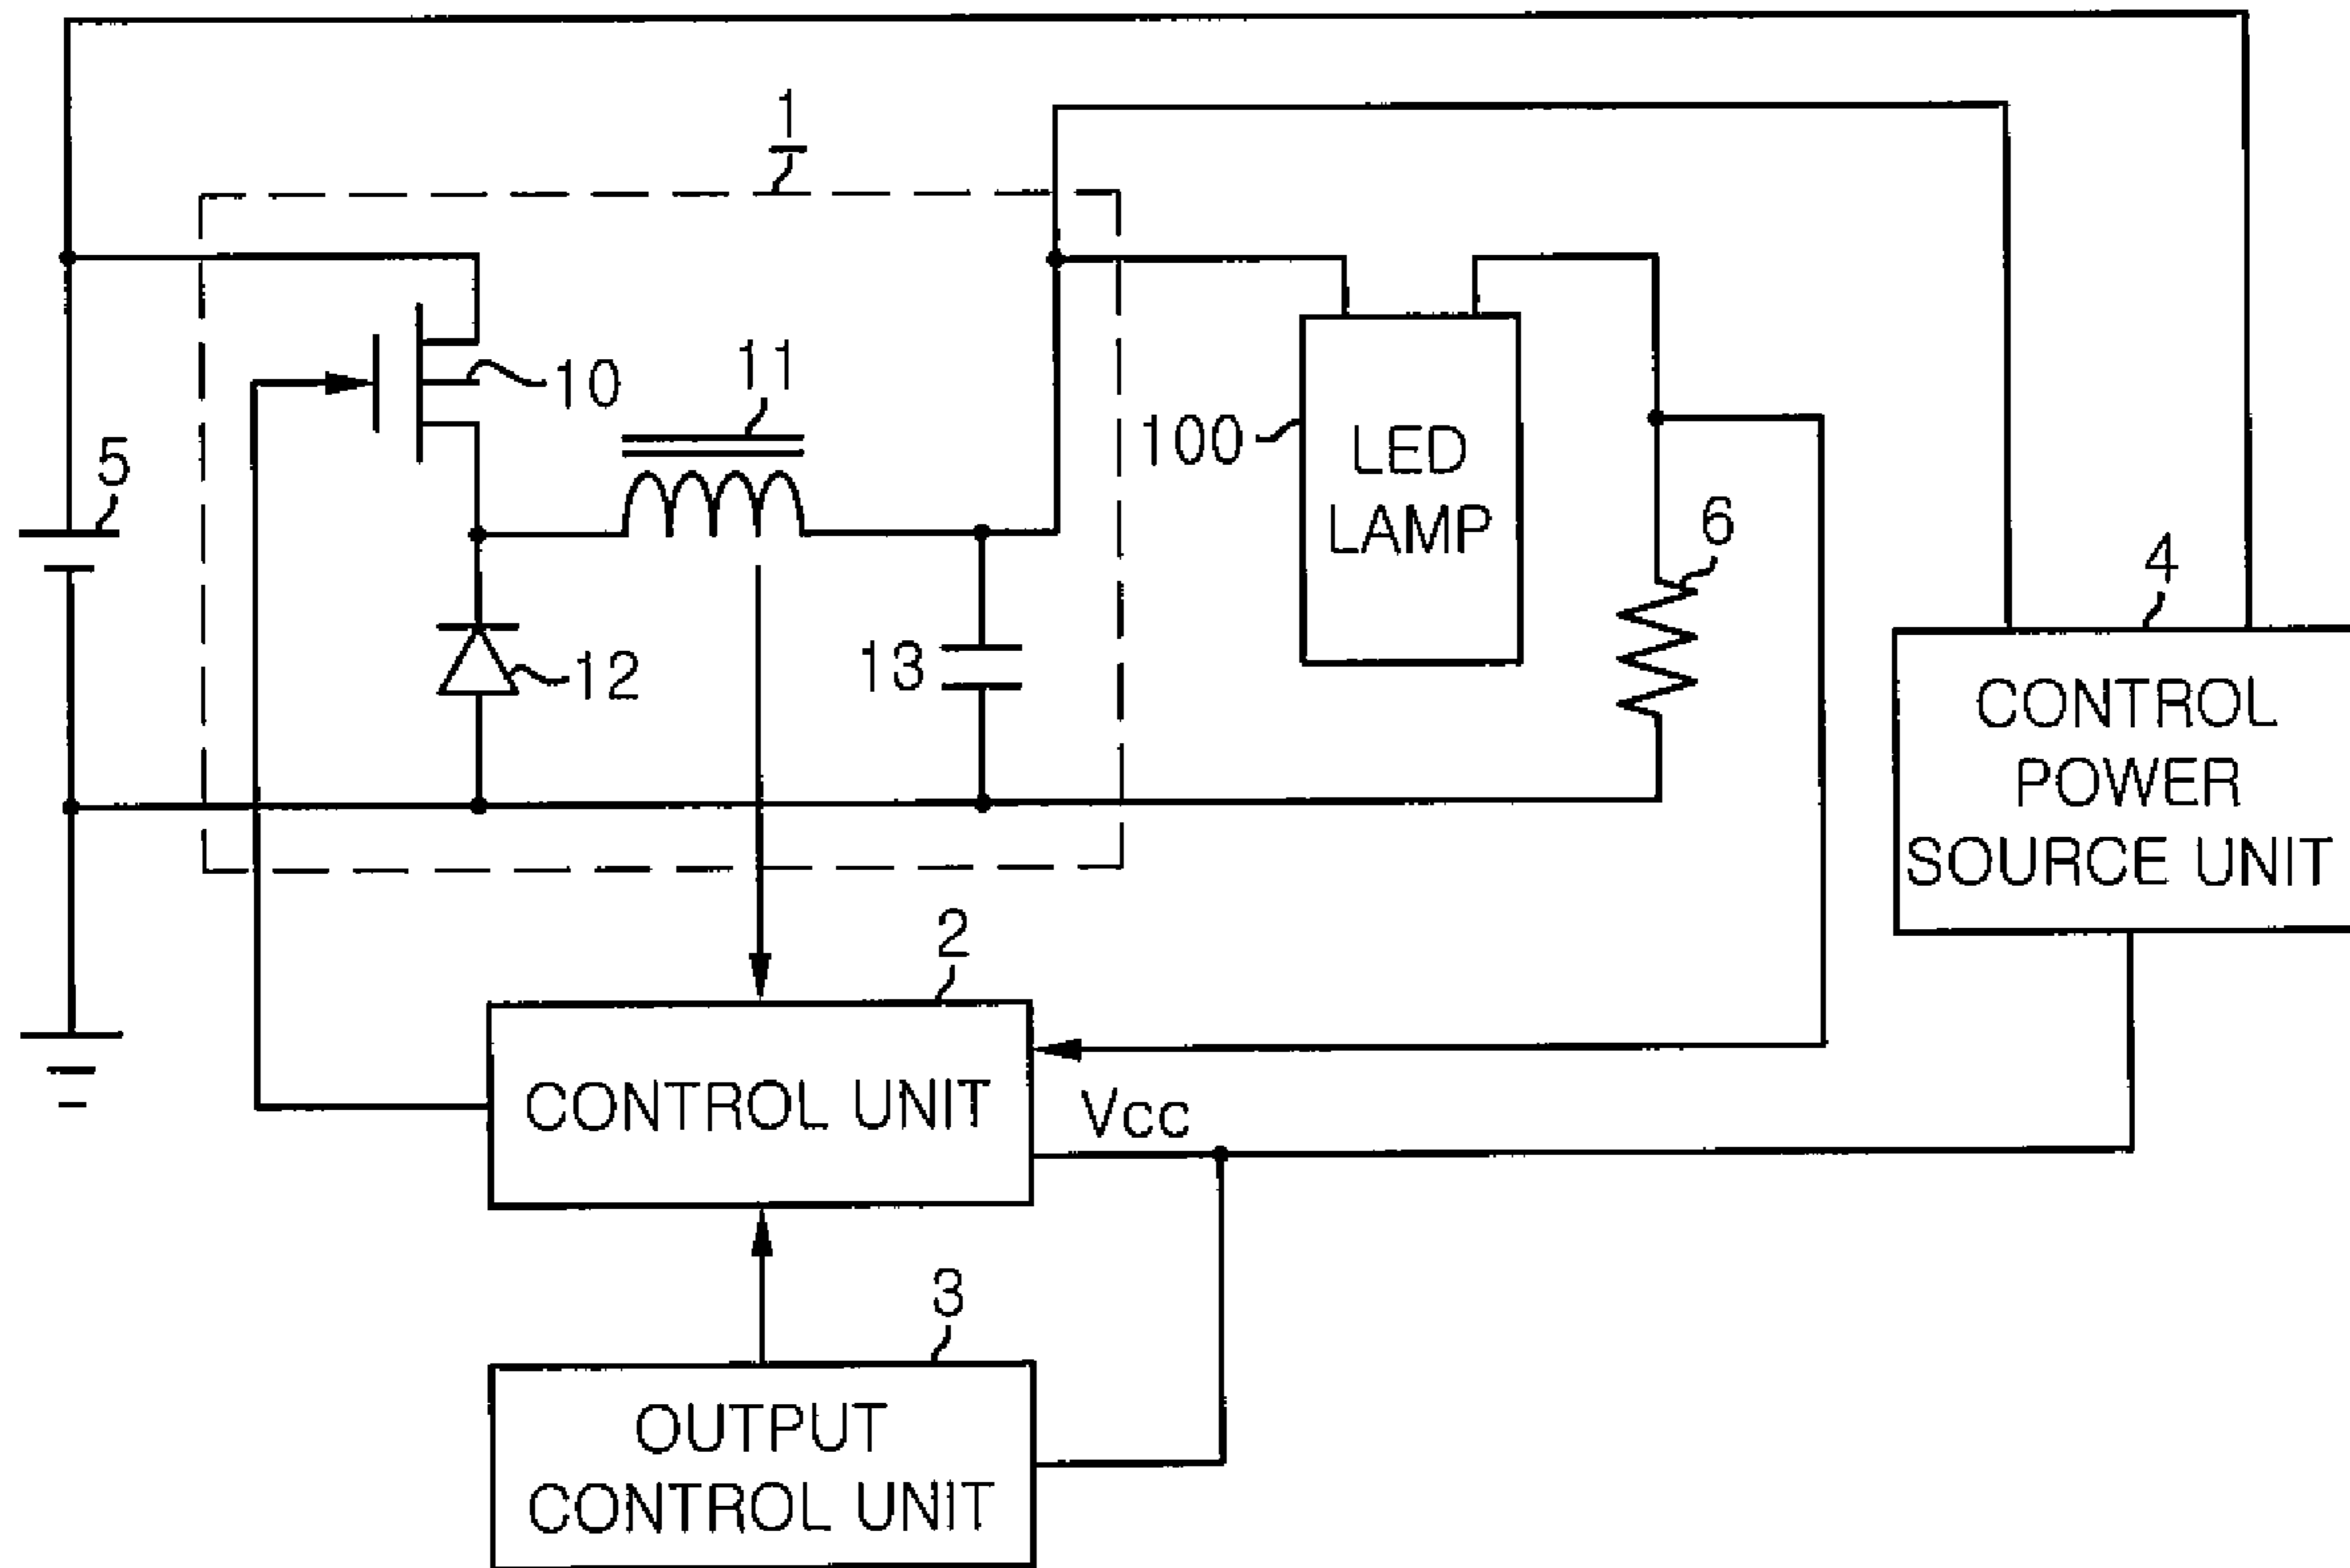 1
10
11
5
100
LED
LAMP
6
4
12
13
CONTROL
POWER
SOURCE UNIT
2
CONTROL UNIT
Vcc
3
OUTPUT
CONTROL UNIT